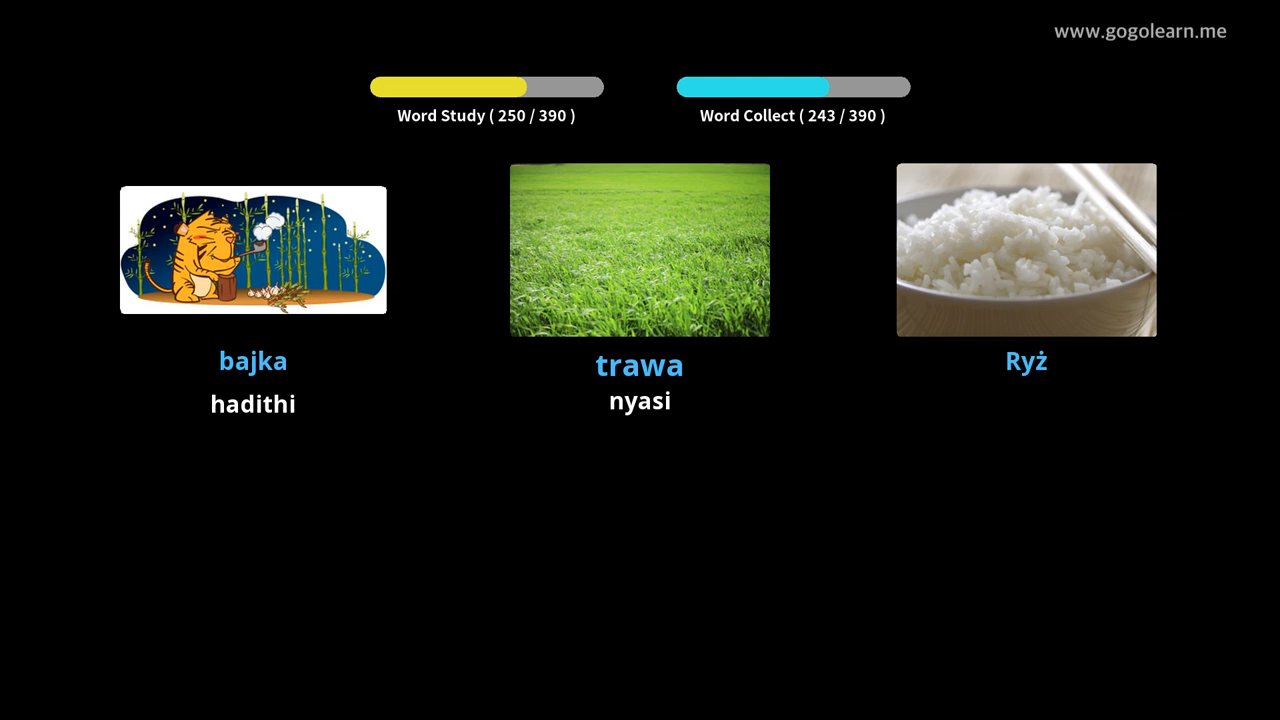 www.gogolearn.me
Word Study ( 250 / 390 )
Word Collect ( 243 / 390 )
bajka
hadithi
trawa
nyasi
Ryż